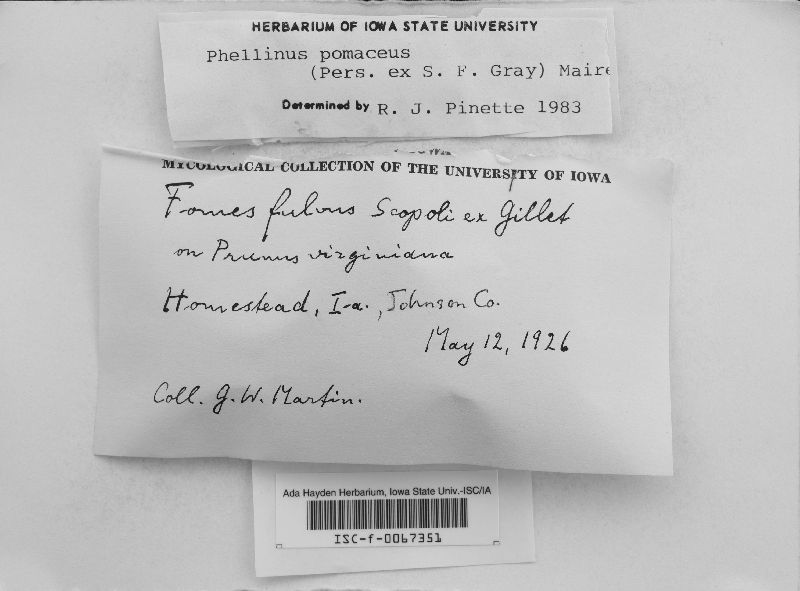 HERBARIUM OF IOWA STATE UNIVERSITY
Phellinus pomaceus
(Pers. ex S. F. Gray) Maire
Determined by R. J. Pinette 1983
MYCOLOGICAL COLLECTION OF THE UNIVERSITY OF IOWA
Fomes fulvus Scopoli ex Gillet
on Prunus virginiana
Homestead, Ia., Johnson Co.
May 12, 1926
Coll. G. W. Martin.
Ada Hayden Herbarium, Iowa State Univ.-ISC/IA
ISC-f-0067351